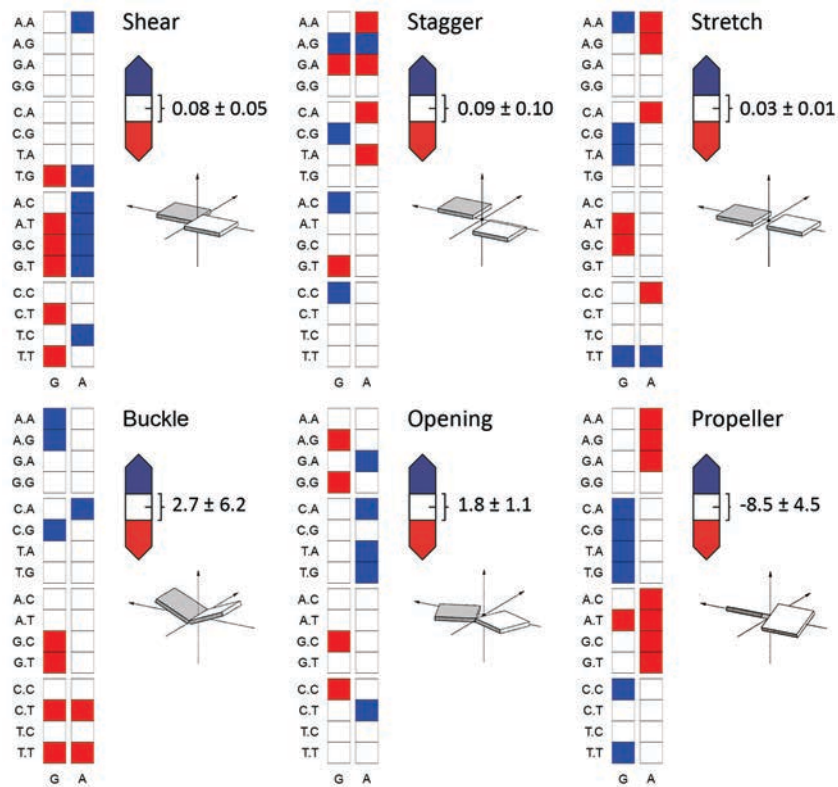 Shear
A.A
A.G
G.A
G.G
C.A
C.G
T.A
T.G
A.C
A.T
G.C
G.T
C.C
C.T
T.C
T.T
G A
0.08 ± 0.05
Stagger
A.A
A.G
G.A
G.G
C.A
C.G
T.A
T.G
A.C
A.T
G.C
G.T
C.C
C.T
T.C
T.T
G A
0.09 ± 0.10
Stretch
A.A
A.G
G.A
G.G
C.A
C.G
T.A
T.G
A.C
A.T
G.C
G.T
C.C
C.T
T.C
T.T
G A
0.03 ± 0.01
Buckle
A.A
A.G
G.A
G.G
C.A
C.G
T.A
T.G
A.C
A.T
G.C
G.T
C.C
C.T
T.C
T.T
G A
2.7 ± 6.2
Opening
A.A
A.G
G.A
G.G
C.A
C.G
T.A
T.G
A.C
A.T
G.C
G.T
C.C
C.T
T.C
T.T
G A
1.8 ± 1.1
Propeller
A.A
A.G
G.A
G.G
C.A
C.G
T.A
T.G
A.C
A.T
G.C
G.T
C.C
C.T
T.C
T.T
G A
-8.5 ± 4.5